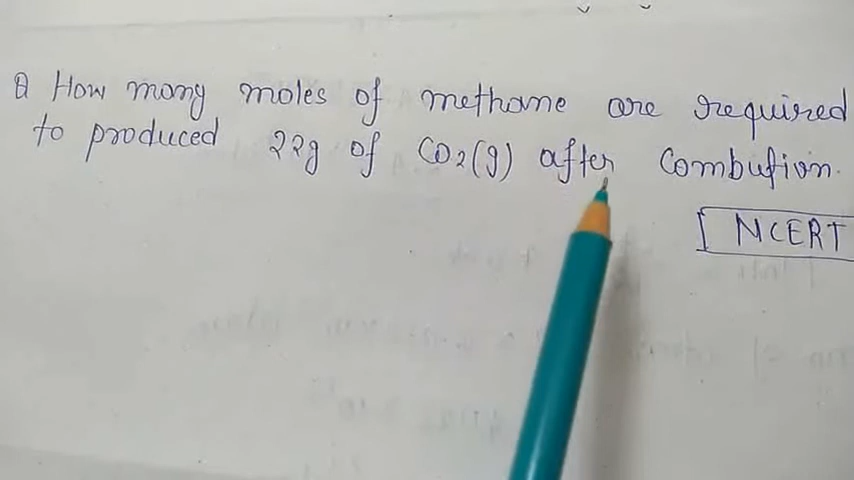 Q How many moles of methane are required
to produced 22g of CO2(g) after Combustion.
[NCERT